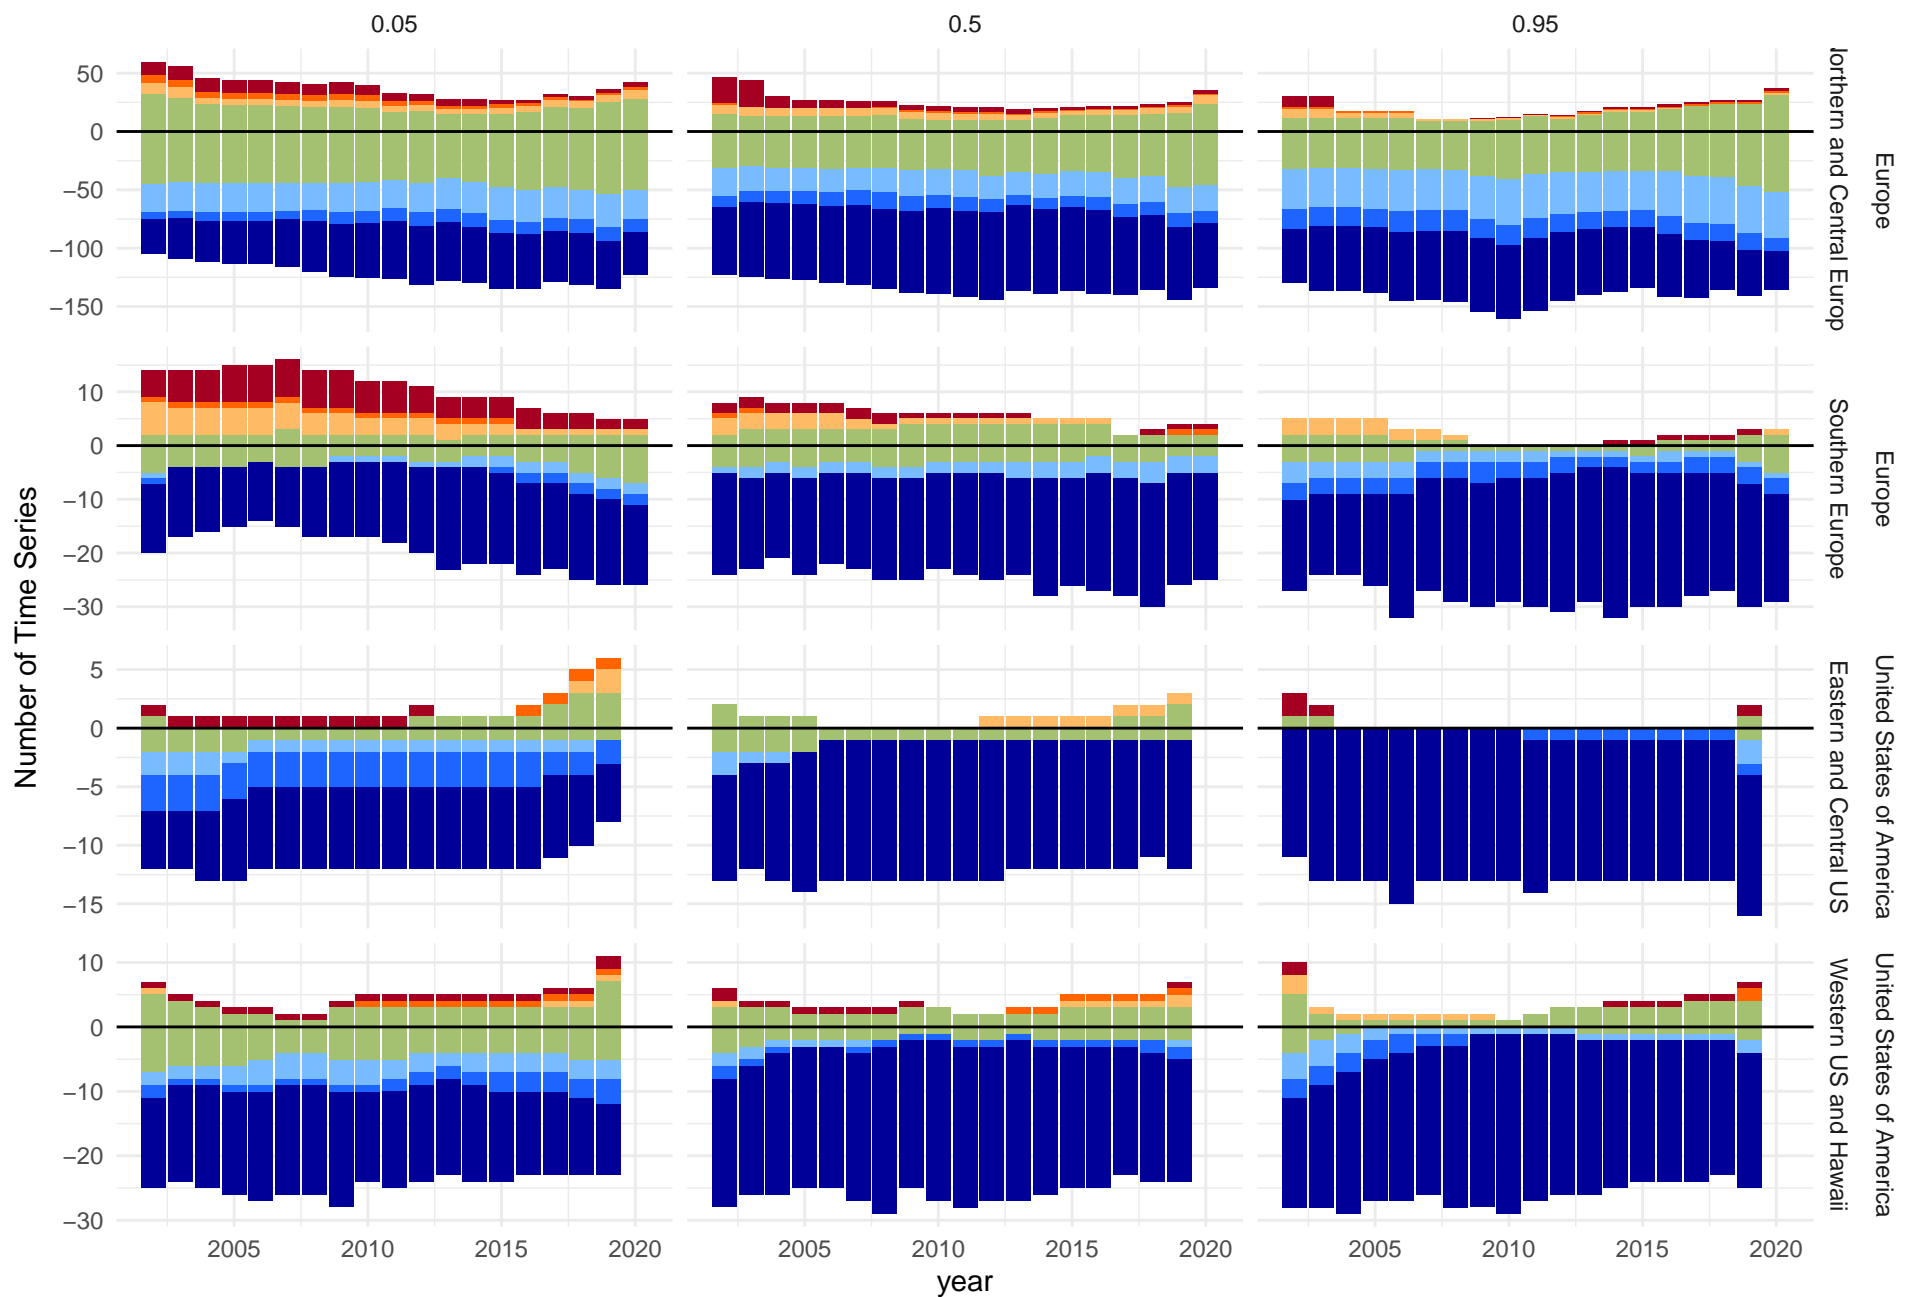 0.05 0.5 0.95
50
0
−50
−100
−150
Northern and Central Europ
Europe
10
0
−10
−20
−30
Southern Europe
Europe
5
0
−5
−10
−15
Eastern and Central US
United States of America
10
0
−10
−20
−30
Western US and Hawaii
United States of America
Number of Time Series
2005 2010 2015 2020 2005 2010 2015 2020 2005 2010 2015 2020
year